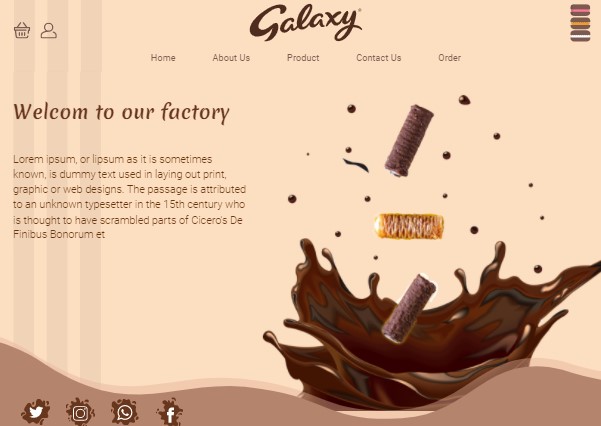 Galaxy
Home About Us Product Contact Us Order
Welcom to our factory
Lorem ipsum, or lipsum as it is sometimes
known, is dummy text used in laying out print,
graphic or web designs. The passage is attributed
to an unknown typesetter in the 15th century who
is thought to have scrambled parts of Cicero's De
Finibus Bonorum et